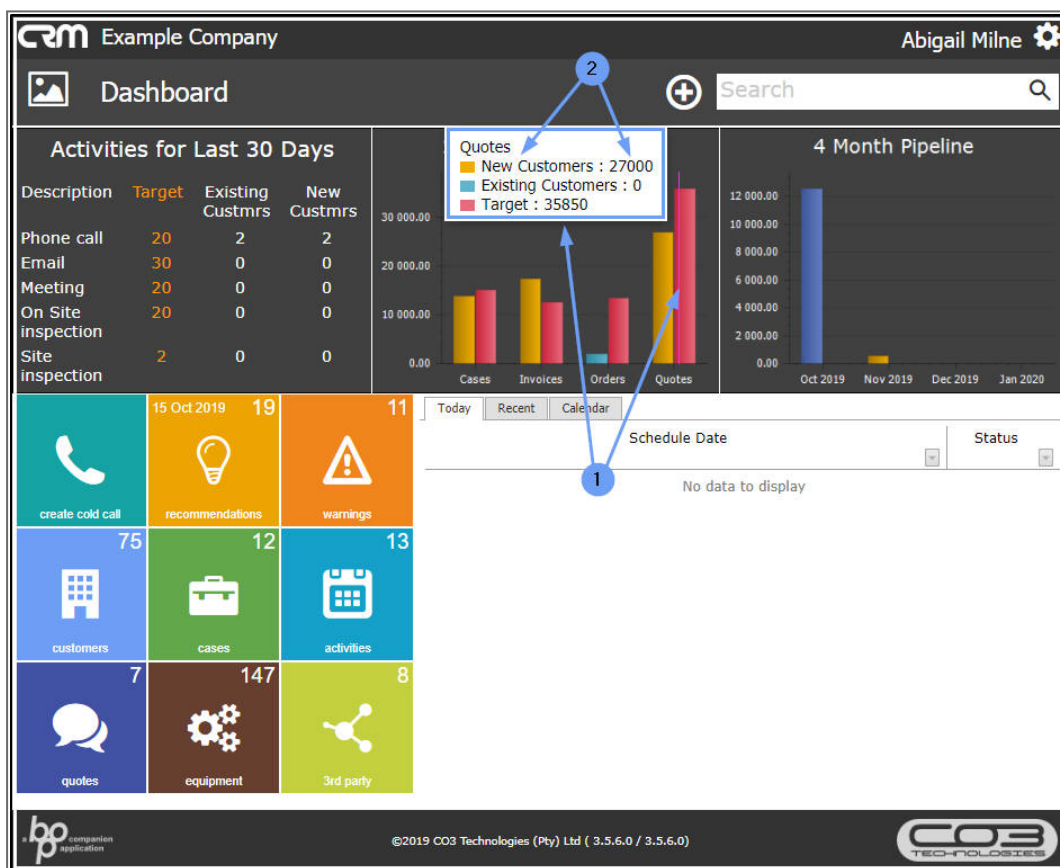 CRM Example Company
Abigail Milne
Dashboard
Search
2
Activities for Last 30 Days
Description Target Existing Custmrs New Custmrs
Phone call 20 2 2
Email 30 0 0
Meeting 20 0 0
On Site inspection 20 0 0
Site inspection 2 0 0
Quotes
New Customers : 27000
Existing Customers : 0
Target : 35850
30 000.00
20 000.00
10 000.00
0.00
Cases Invoices Orders Quotes
4 Month Pipeline
12 000.00
10 000.00
8 000.00
6 000.00
4 000.00
2 000.00
0.00
Oct 2019 Nov 2019 Dec 2019 Jan 2020
create cold call
15 Oct 2019 19
recommendations
11
warnings
75
customers
12
cases
13
activities
7
quotes
147
equipment
8
3rd party
Today Recent Calendar
Schedule Date Status
1
No data to display
a bp companion application
©2019 CO3 Technologies (Pty) Ltd ( 3.5.6.0 / 3.5.6.0)
CO3
TECHNOLOGIES